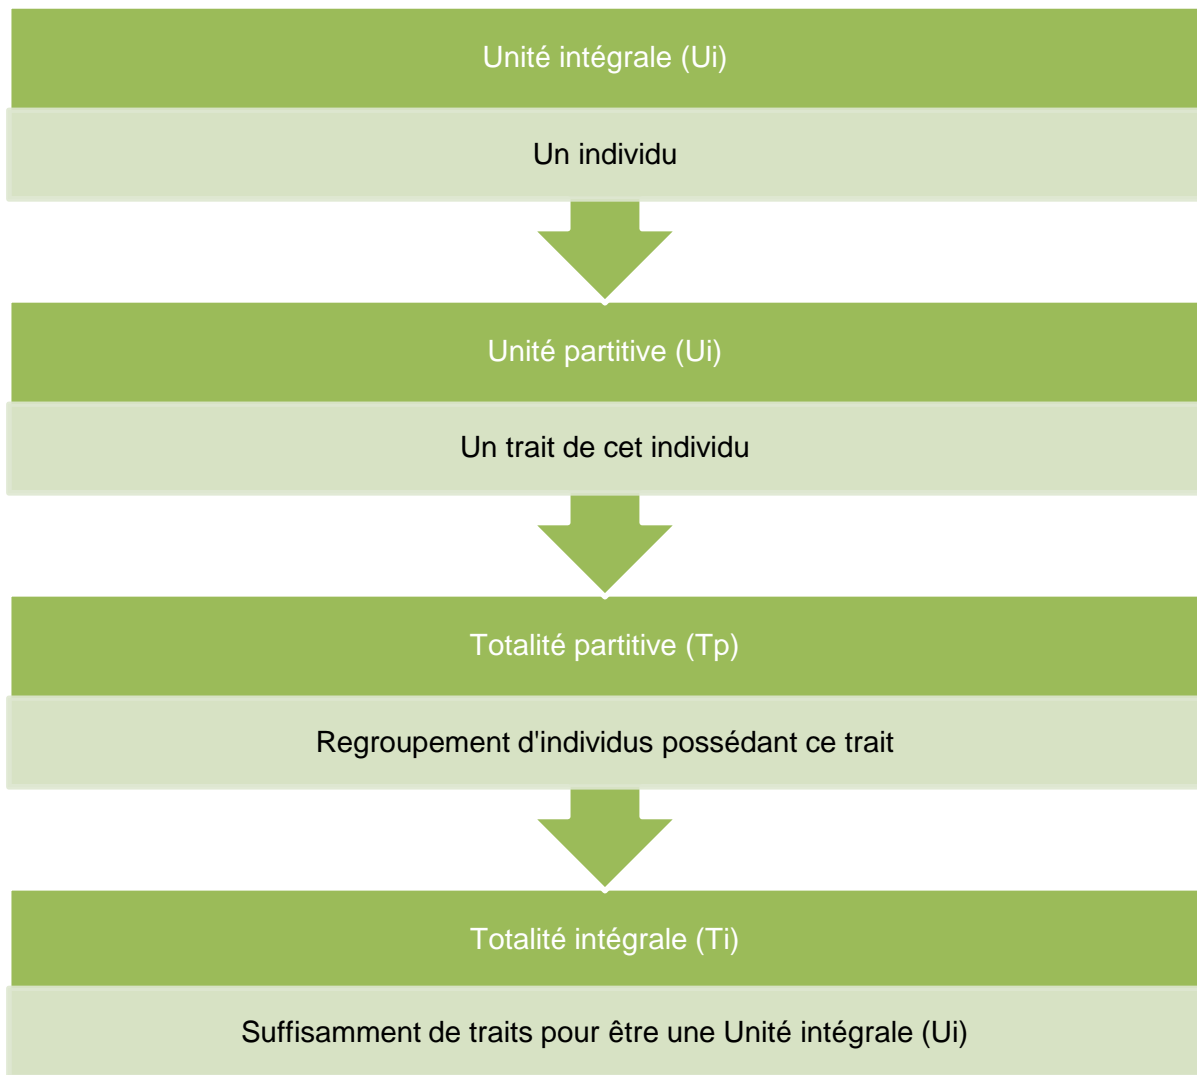 Unité intégrale (Ui)
Un individu
Unité partitive (Ui)
Un trait de cet individu
Totalité partitive (Tp)
Regroupement d'individus possédant ce trait
Totalité intégrale (Ti)
Suffisamment de traits pour être une Unité intégrale (Ui)